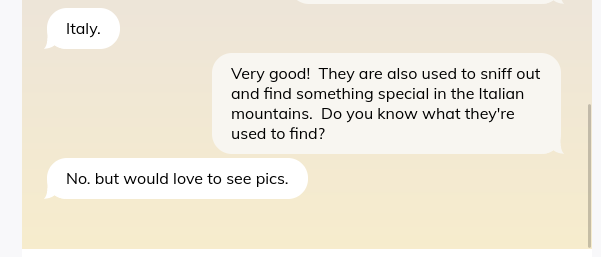 Italy.
Very good!  They are also used to sniff out
and find something special in the Italian
mountains.  Do you know what they're
used to find?
No. but would love to see pics.